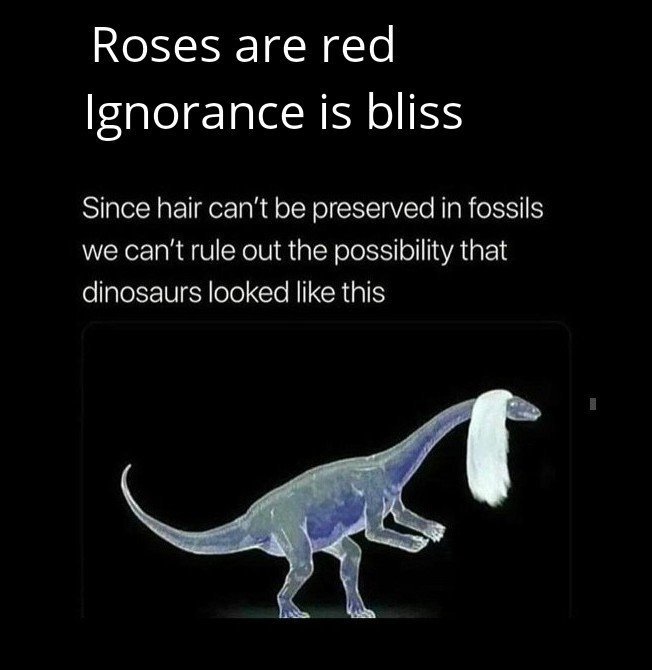 Roses are red
Ignorance is bliss
Since hair can't be preserved in fossils
we can't rule out the possibility that
dinosaurs looked like this